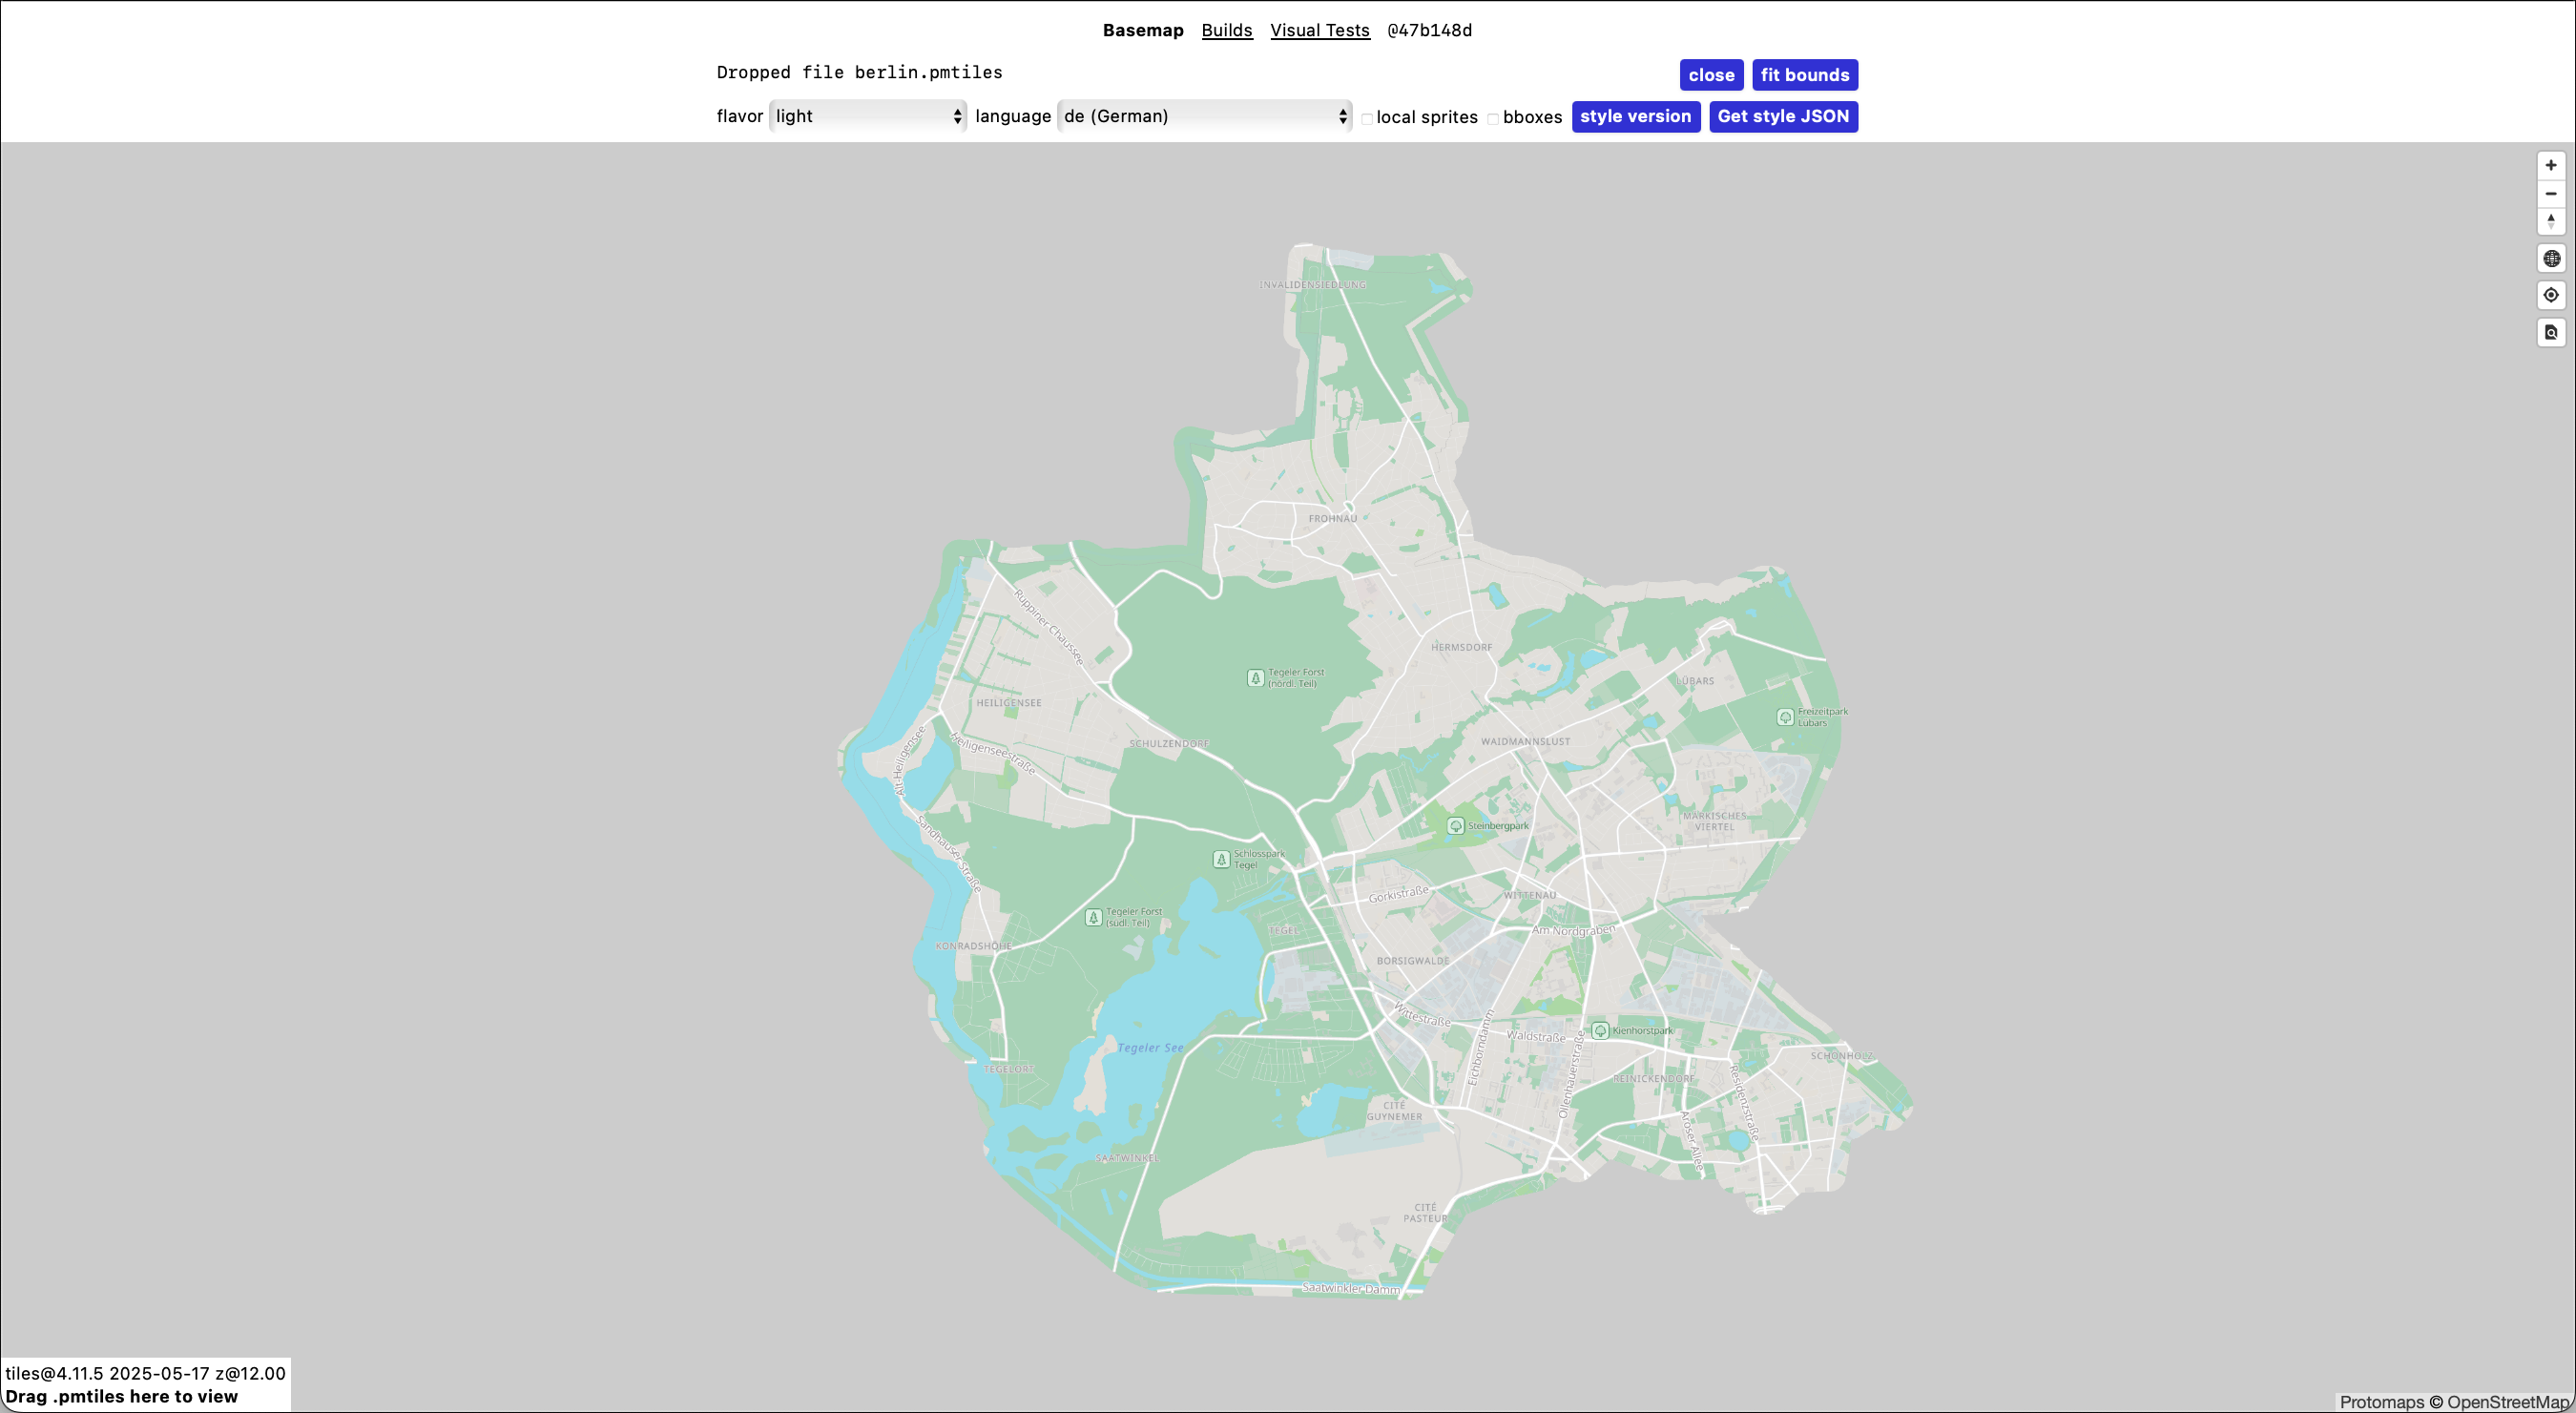 Basemap Builds Visual Tests @47b148d
Dropped file berlin.pmtiles close fit bounds
flavor light language de (German) local sprites bboxes style version Get style JSON
INVALIDENSIEDLUNG
FROHNAU
Ruppiner Chaussee
HERMSDORF
Tegeler Forst
(nördl. Teil)
LÜBARS
HEILIGENSEE
Freizeitpark
Lübars
SCHULZENDORF
WAIDMANNSLUST
Heiligenseestraße
Alt-Heiligensee
MÄRKISCHES
VIERTEL
Steinbergpark
Sandhauser Straße
Schlosspark
Tegel
Gorkistraße
WITTENAU
Tegeler Forst
(südl. Teil)
TEGEL
Am Nordgraben
KONRADSHÖHE
BORSIGWALDE
Wittestraße
Waldstraße
Kienhorstpark
Eichborndamm
Tegeler See
SCHÖNHOLZ
TEGELORT
Ollenhauerstraße
REINICKENDORF
Residenzstraße
CITÉ
GUYNEMER
Aroser Allee
SAATWINKEL
CITÉ
PASTEUR
Saatwinkler Damm
tiles@4.11.5 2025-05-17 z@12.00
Drag .pmtiles here to view
Protomaps © OpenStreetMap